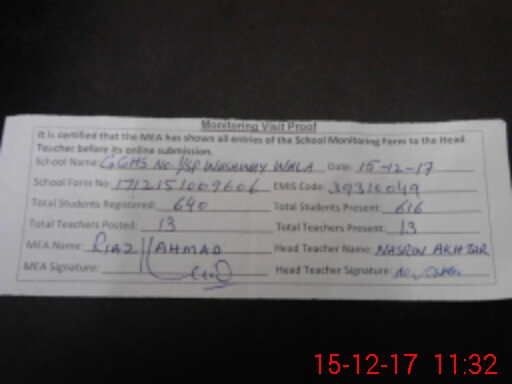 Monitoring Visit Proof
It is certified that the MEA has shown all entries of the School Monitoring Form to the Head
Teacher before its online submission.
School Name: GGHS No. 1/SP WASAWAY WALA Date: 15-12-17
School Form No: 1712151009606 EMIS Code: 39310049
Total Students Registered: 640 Total Students Present: 616
Total Teachers Posted: 13 Total Teachers Present: 13
MEA Name: RIAZ AHMAD Head Teacher Name: NASREEN AKHTAR
MEA Signature: Head Teacher Signature:
15-12-17 11:32